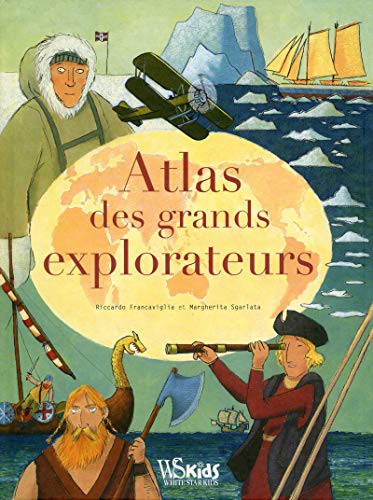 Atlas
des grands
explorateurs
Riccardo Francaviglia et Margherita Sgarlata
WSkids
WHITE STAR KIDS